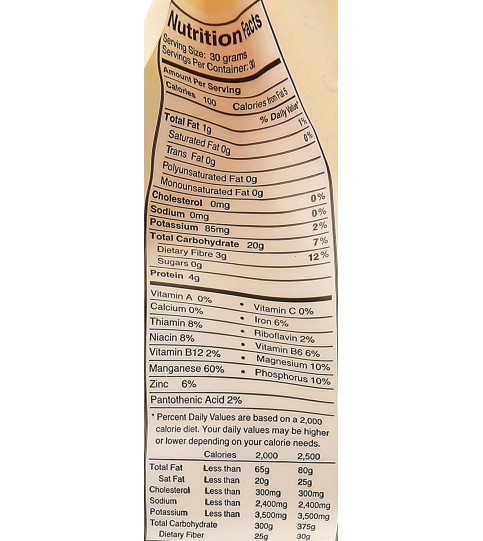 Nutrition Facts
Serving Size: 30 grams
Servings Per Container: 30
Amount Per Serving
Calories 100 Calories from Fat 5
% Daily Value*
Total Fat 1g 1%
Saturated Fat 0g 0%
Trans Fat 0g
Polyunsaturated Fat 0g
Monounsaturated Fat 0g
Cholesterol 0mg 0%
Sodium 0mg 0%
Potassium 85mg 2%
Total Carbohydrate 20g 7%
Dietary Fibre 3g 12%
Sugars 0g
Protein 4g
Vitamin A 0% • Vitamin C 0%
Calcium 0% • Iron 6%
Thiamin 8% • Riboflavin 2%
Niacin 8% • Vitamin B6 6%
Vitamin B12 2% • Magnesium 10%
Manganese 60% • Phosphorus 10%
Zinc 6%
Pantothenic Acid 2%
* Percent Daily Values are based on a 2,000
calorie diet. Your daily values may be higher
or lower depending on your calorie needs.
Calories 2,000 2,500
Total Fat Less than 65g 80g
Sat Fat Less than 20g 25g
Cholesterol Less than 300mg 300mg
Sodium Less than 2,400mg 2,400mg
Potassium Less than 3,500mg 3,500mg
Total Carbohydrate 300g 375g
Dietary Fiber 25g 30g